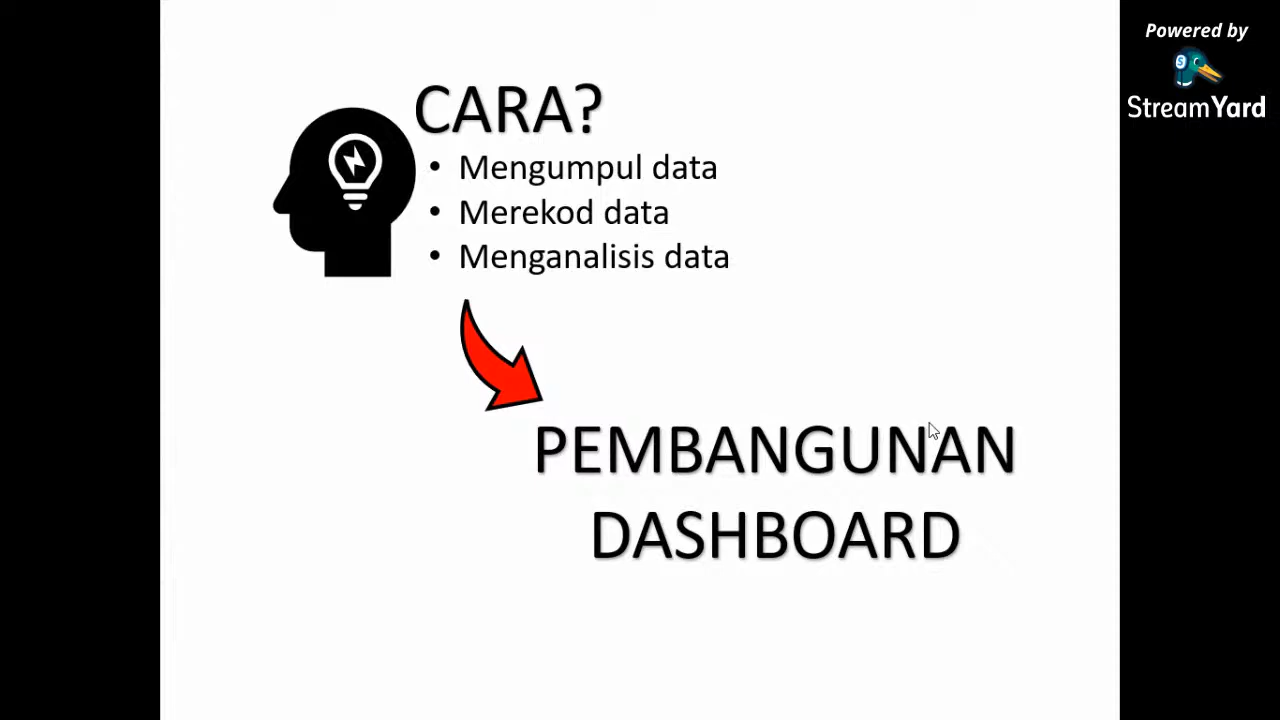 Powered by
StreamYard
CARA?
• Mengumpul data
• Merekod data
• Menganalisis data
PEMBANGUNAN
DASHBOARD